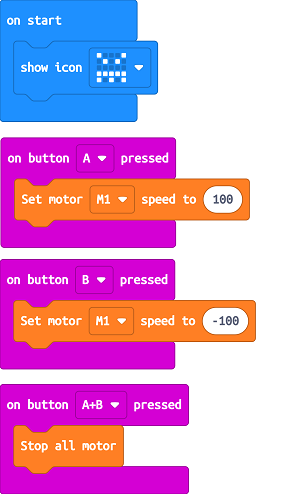 on start
show icon
on button A pressed
Set motor M1 speed to 100
on button B pressed
Set motor M1 speed to -100
on button A+B pressed
Stop all motor